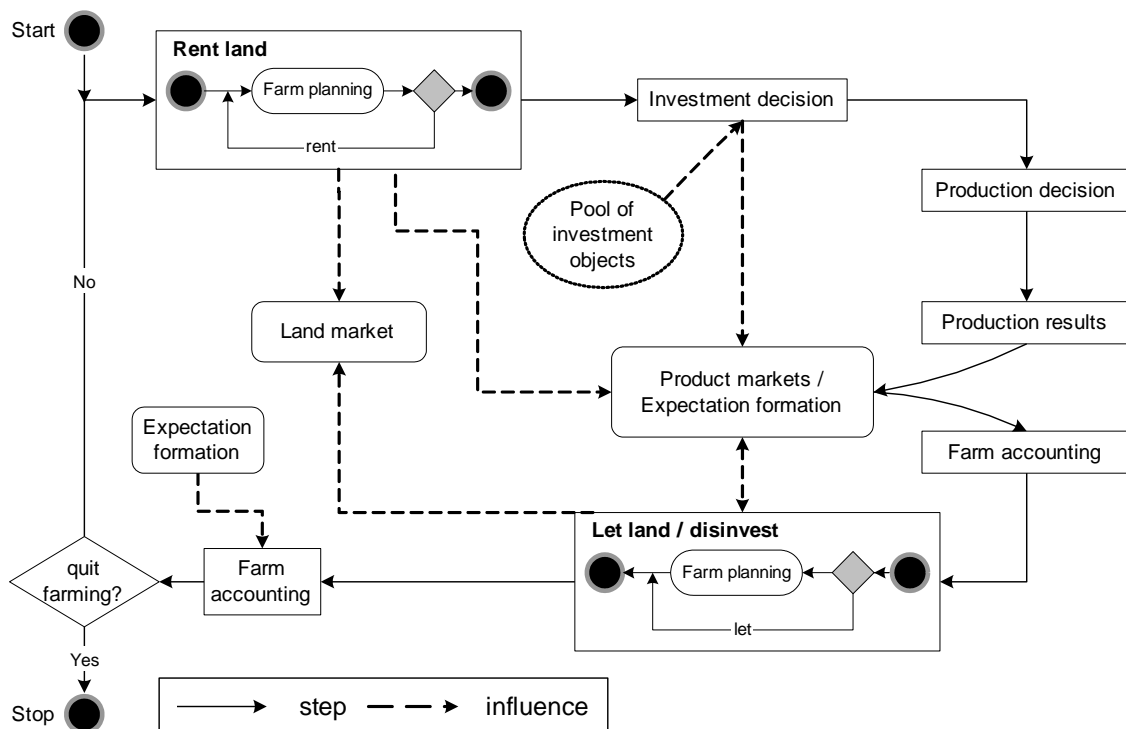 Start
Rent land
Farm planning
rent
Investment decision
Production decision
Pool of
investment
objects
No
Land market
Production results
Product markets /
Expectation formation
Expectation
formation
Farm accounting
Let land / disinvest
Farm planning
let
quit
farming?
Farm
accounting
Yes
Stop
step
influence